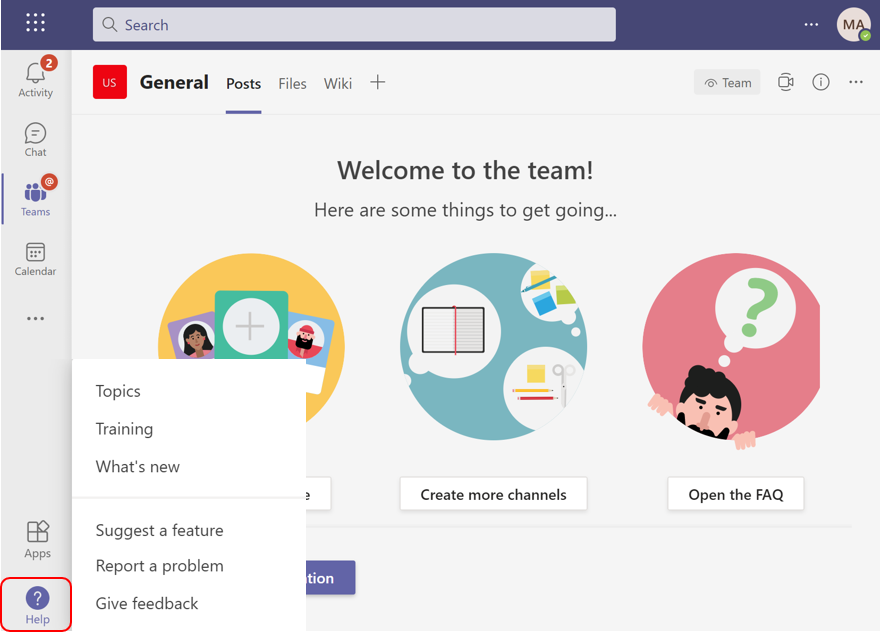 Search
MA
2
Activity
US
General
Posts
Files
Wiki
Team
Chat
@
Teams
Calendar
Welcome to the team!
Here are some things to get going...
?
Topics
Training
What's new
e
Create more channels
Open the FAQ
Suggest a feature
Report a problem
Give feedback
tion
Apps
?
Help